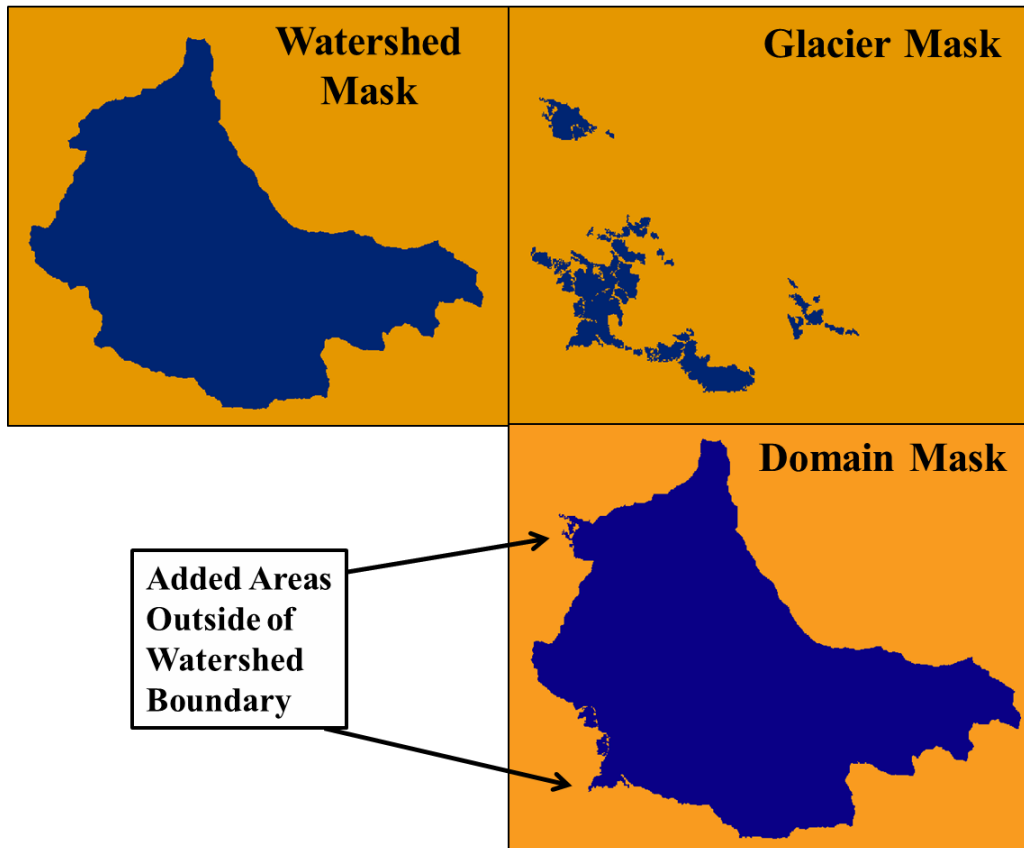 Watershed
Mask
Glacier Mask
Domain Mask
Added Areas
Outside of
Watershed
Boundary